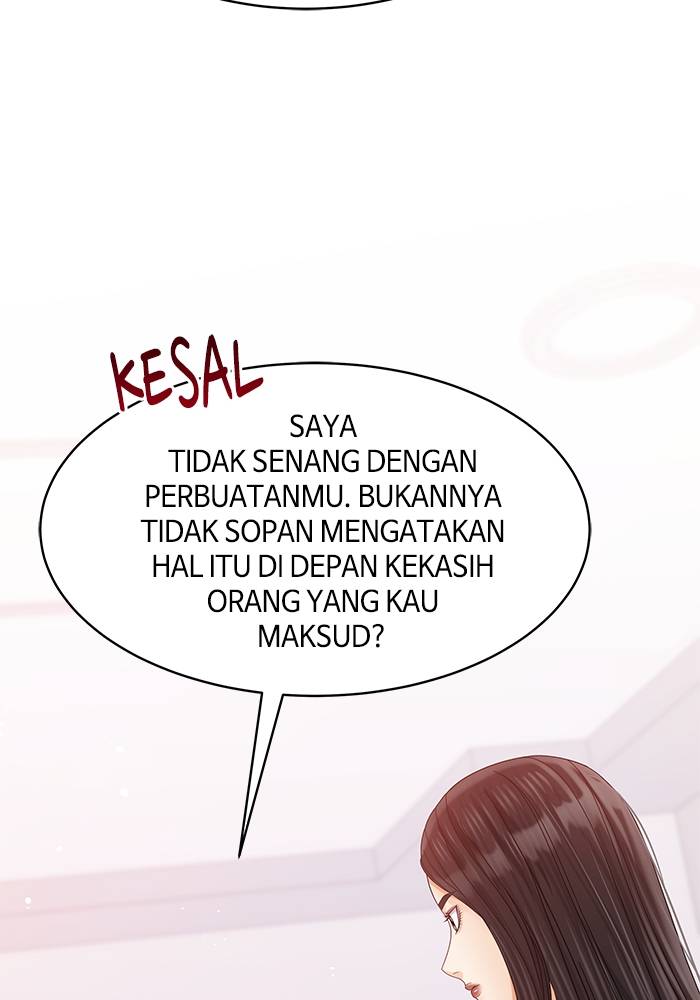 KESAL
SAYA
TIDAK SENANG DENGAN
PERBUATANMU. BUKANNYA
TIDAK SOPAN MENGATAKAN
HAL ITU DI DEPAN KEKASIH
ORANG YANG KAU
MAKSUD?